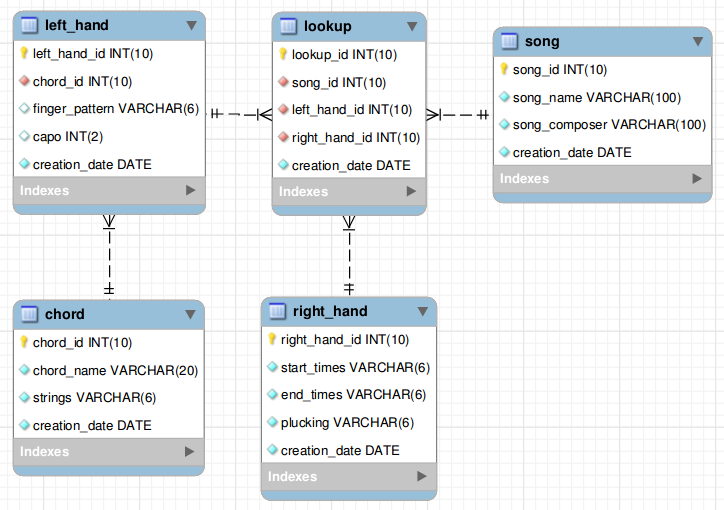 left_hand
left_hand_id INT(10)
chord_id INT(10)
finger_pattern VARCHAR(6)
capo INT(2)
creation_date DATE
Indexes
lookup
lookup_id INT(10)
song_id INT(10)
left_hand_id INT(10)
right_hand_id INT(10)
creation_date DATE
Indexes
song
song_id INT(10)
song_name VARCHAR(100)
song_composer VARCHAR(100)
creation_date DATE
Indexes
chord
chord_id INT(10)
chord_name VARCHAR(20)
strings VARCHAR(6)
creation_date DATE
Indexes
right_hand
right_hand_id INT(10)
start_times VARCHAR(6)
end_times VARCHAR(6)
plucking VARCHAR(6)
creation_date DATE
Indexes